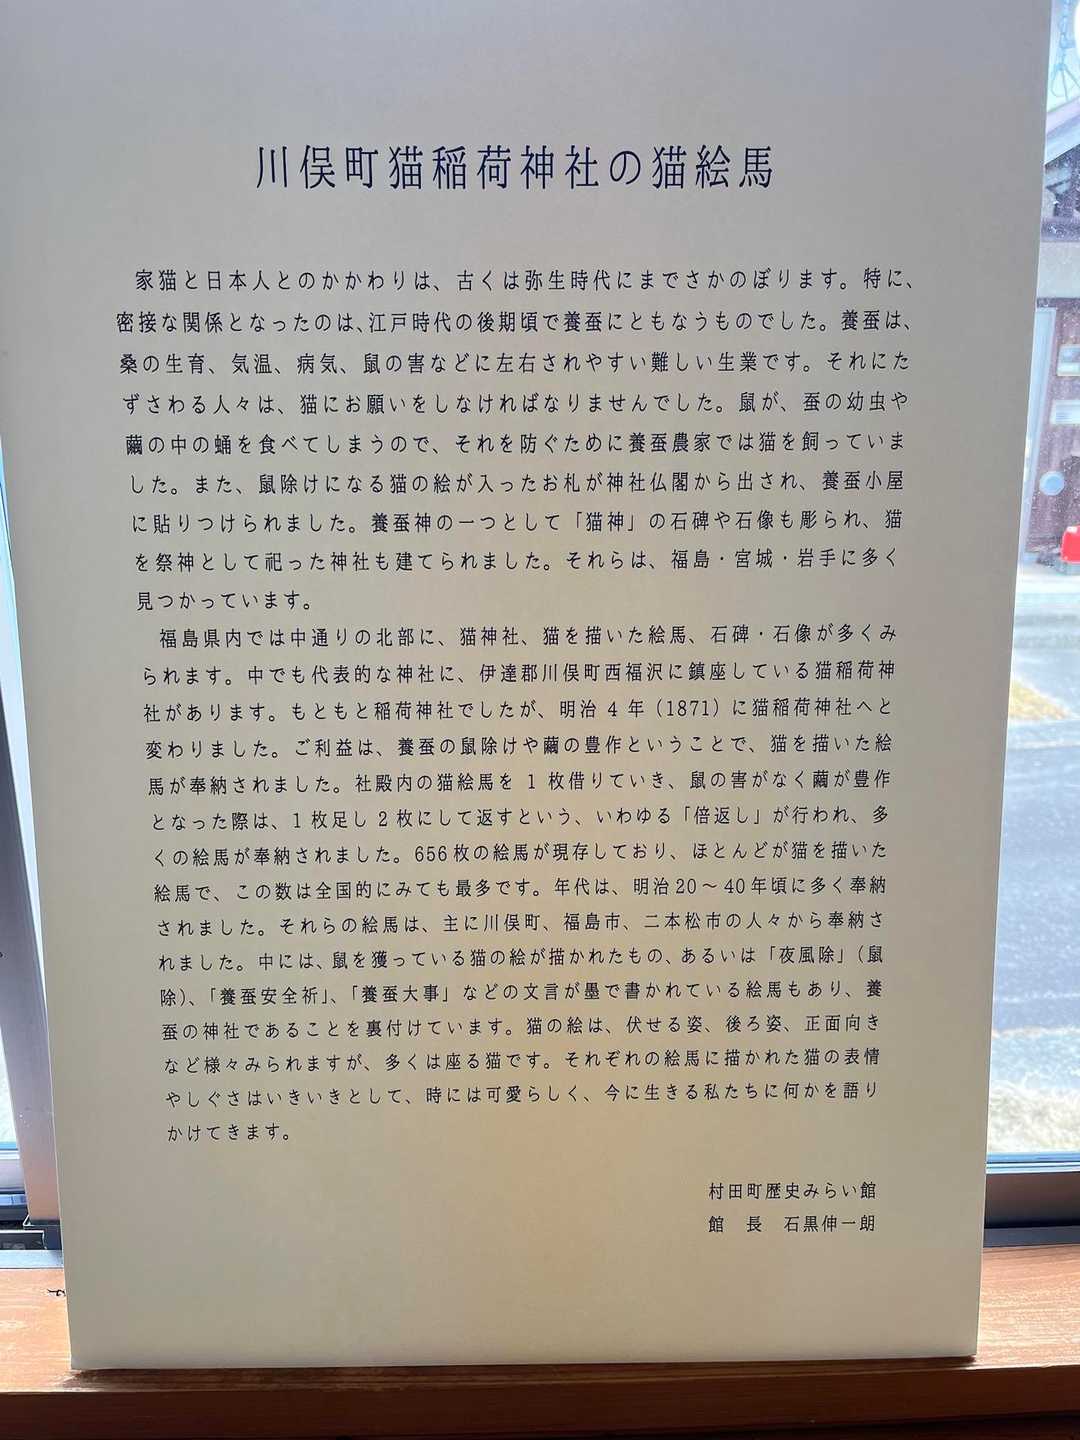 川俣町猫稲荷神社の猫絵馬
家猫と日本人とのかかわりは、古くは弥生時代にまでさかのぼります。特に、
密接な関係となったのは、江戸時代の後期頃で養蚕にともなうものでした。養蚕は、
桑の生育、気温、病気、鼠の害などに左右されやすい難しい生業です。それにた
ずさわる人々は、猫にお願いをしなければなりませんでした。鼠が、蚕の幼虫や
繭の中の蛹を食べてしまうので、それを防ぐために養蚕農家では猫を飼っていま
した。また、鼠除けになる猫の絵が入ったお札が神社仏閣から出され、養蚕小屋
に貼りつけられました。養蚕神の一つとして「猫神」の石碑や石像も彫られ、猫
を祭神として祀った神社も建てられました。それらは、福島・宮城・岩手に多く
見つかっています。
福島県内では中通りの北部に、猫神社、猫を描いた絵馬、石碑・石像が多くみ
られます。中でも代表的な神社に、伊達郡川俣町西福沢に鎮座している猫稲荷神
社があります。もともと稲荷神社でしたが、明治4年(1871)に猫稲荷神社へと
変わりました。ご利益は、養蚕の鼠除けや繭の豊作ということで、猫を描いた絵
馬が奉納されました。社殿内の猫絵馬を1枚借りていき、鼠の害がなく繭が豊作
となった際は、1枚足し2枚にして返すという、いわゆる「倍返し」が行われ、多
くの絵馬が奉納されました。656枚の絵馬が現存しており、ほとんどが猫を描いた
絵馬で、この数は全国的にみても最多です。年代は、明治20～40年頃に多く奉納
されました。それらの絵馬は、主に川俣町、福島市、二本松市の人々から奉納さ
れました。中には、鼠を獲っている猫の絵が描かれたもの、あるいは「夜風除」(鼠
除)、「養蚕安全祈」、「養蚕大事」などの文言が墨で書かれている絵馬もあり、養
蚕の神社であることを裏付けています。猫の絵は、伏せる姿、後ろ姿、正面向き
など様々みられますが、多くは座る猫です。それぞれの絵馬に描かれた猫の表情
やしぐさはいきいきとして、時には可愛らしく、今に生きる私たちに何かを語り
かけてきます。
村田町歴史みらい館
館 長 石黒伸一朗